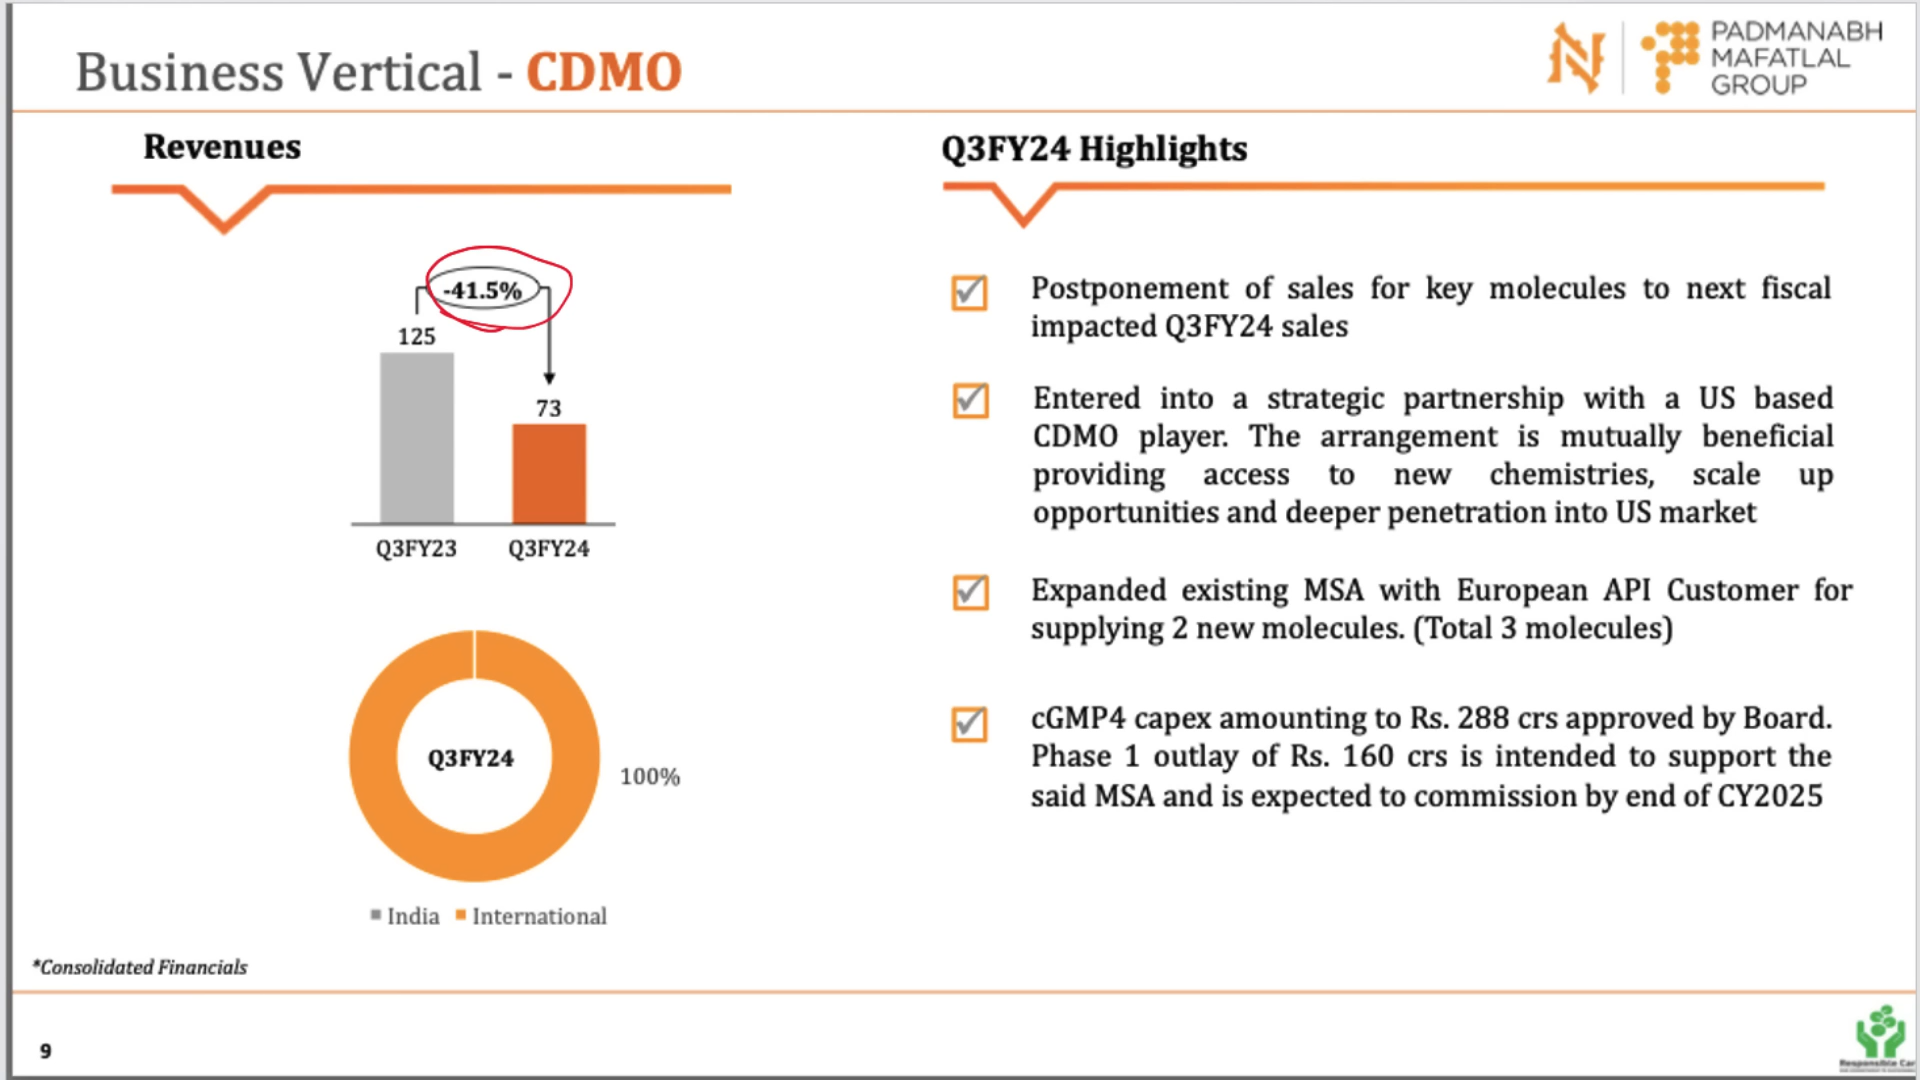 Business Vertical - CDMO
PADMANABH
MAFATLAL
GROUP
Revenues
-41.5%
125
73
Q3FY23
Q3FY24
Q3FY24
100%
India
International
*Consolidated Financials
Q3FY24 Highlights
Postponement of sales for key molecules to next fiscal
impacted Q3FY24 sales
Entered into a strategic partnership with a US based
CDMO player. The arrangement is mutually beneficial
providing access to new chemistries, scale up
opportunities and deeper penetration into US market
Expanded existing MSA with European API Customer for
supplying 2 new molecules. (Total 3 molecules)
cGMP4 capex amounting to Rs. 288 crs approved by Board.
Phase 1 outlay of Rs. 160 crs is intended to support the
said MSA and is expected to commission by end of CY2025
9
Responsible Car